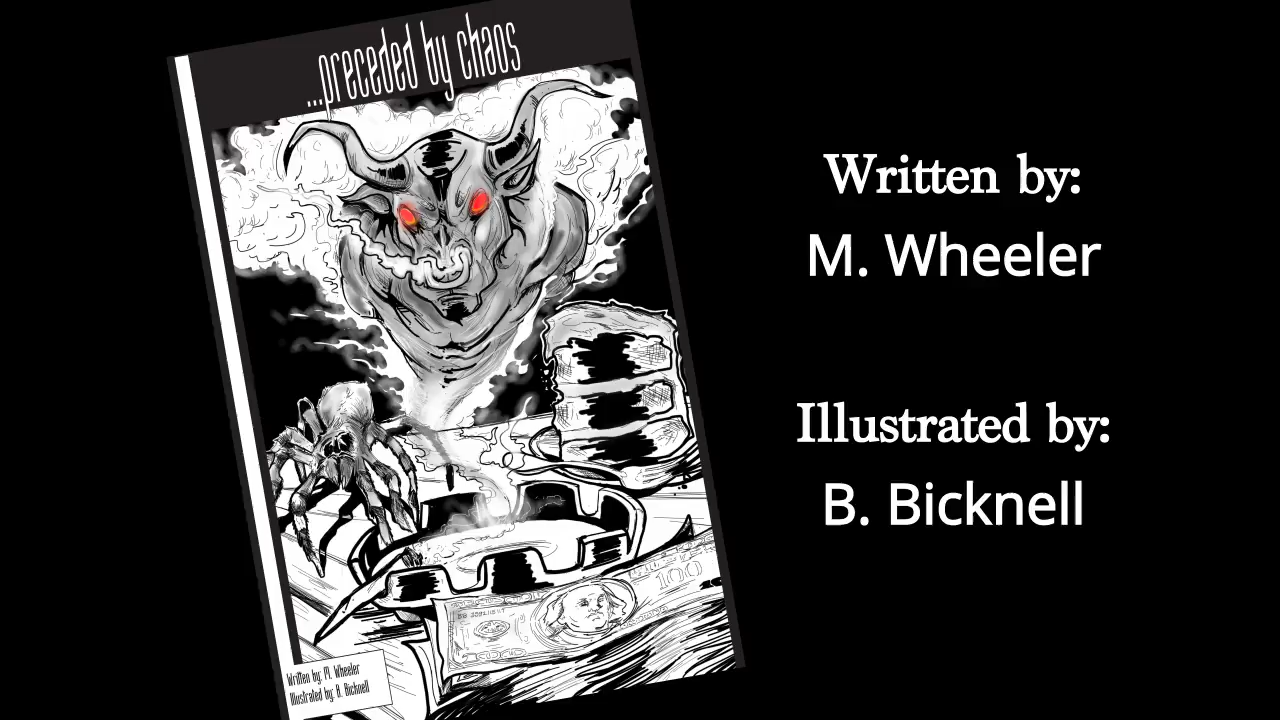 ...preceded by chaos
Written by:
M. Wheeler
Illustrated by:
B. Bicknell
100
Written by: M. Wheeler
Illustrated by: B. Bicknell